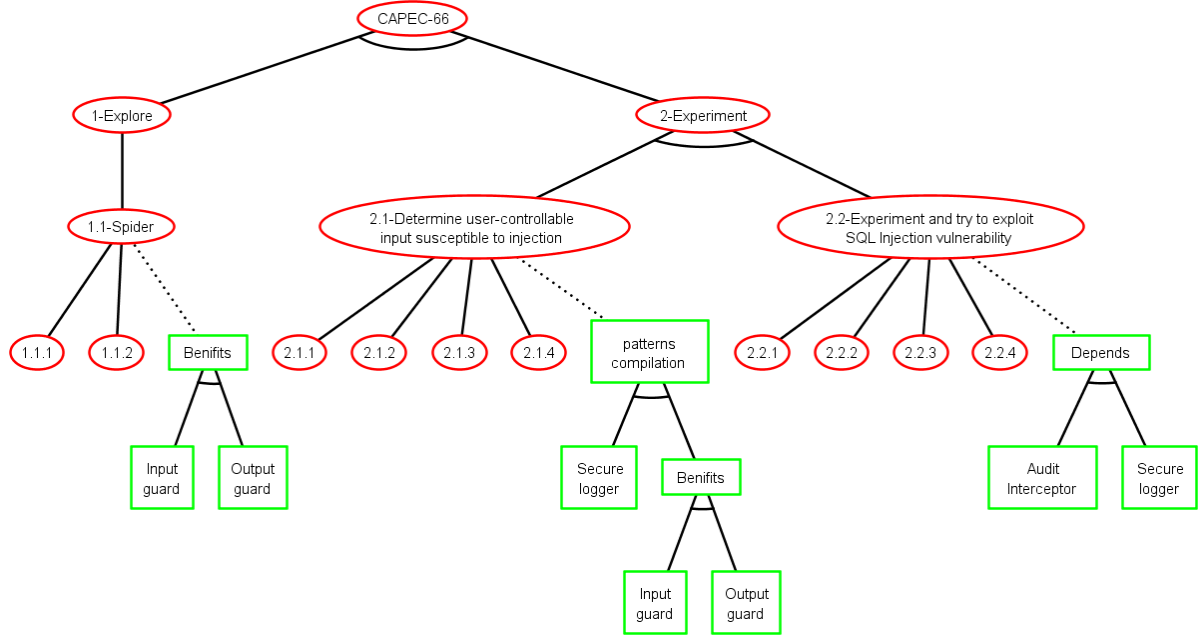 CAPEC-66
1-Explore
2-Experiment
1.1-Spider
2.1-Determine user-controllable
input susceptible to injection
2.2-Experiment and try to exploit
SQL Injection vulnerability
1.1.1
1.1.2
Benifits
2.1.1
2.1.2
2.1.3
2.1.4
patterns
compilation
2.2.1
2.2.2
2.2.3
2.2.4
Depends
Input
guard
Output
guard
Secure
logger
Benifits
Audit
Interceptor
Secure
logger
Input
guard
Output
guard